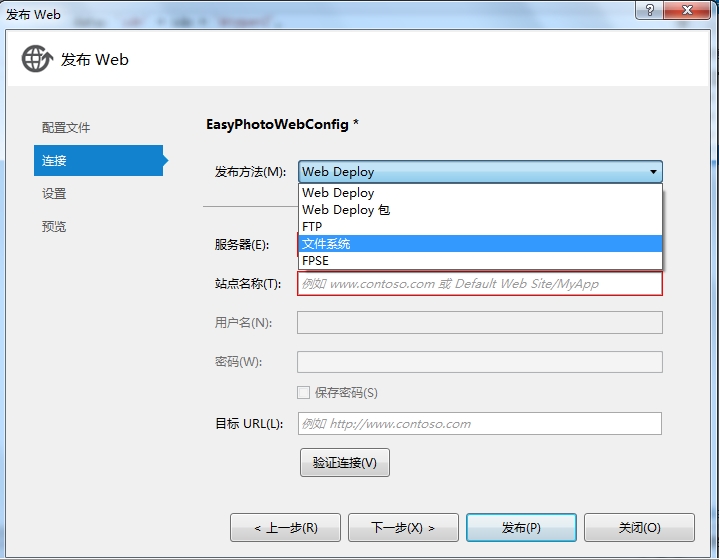 发布 Web
发布 Web
配置文件
连接
设置
预览
EasyPhotoWebConfig *
发布方法(M):
Web Deploy
Web Deploy
Web Deploy 包
FTP
文件系统
FPSE
服务器(E):
站点名称(T):
例如 www.contoso.com 或 Default Web Site/MyApp
用户名(N):
密码(W):
保存密码(S)
目标 URL(L):
例如 http://www.contoso.com
验证连接(V)
< 上一步(R)
下一步(X) >
发布(P)
关闭(O)